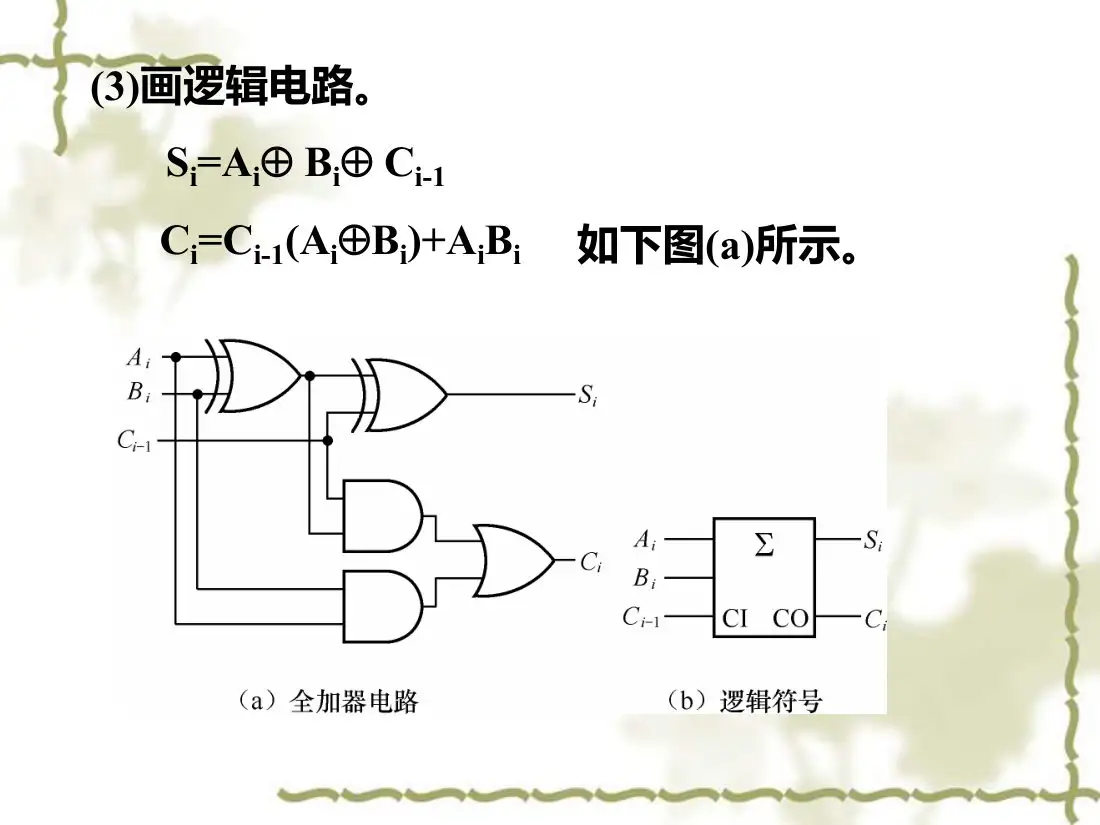 (3)画逻辑电路。
Sᵢ=Aᵢ⊕ Bᵢ⊕ Cᵢ₋₁
Cᵢ=Cᵢ₋₁(Aᵢ⊕Bᵢ)+AᵢBᵢ 如下图(a)所示。
Aᵢ
Bᵢ
Cᵢ₋₁
Sᵢ
Cᵢ
(a)全加器电路
Aᵢ
Bᵢ
Cᵢ₋₁
Σ
CI CO
Sᵢ
Cᵢ
(b)逻辑符号